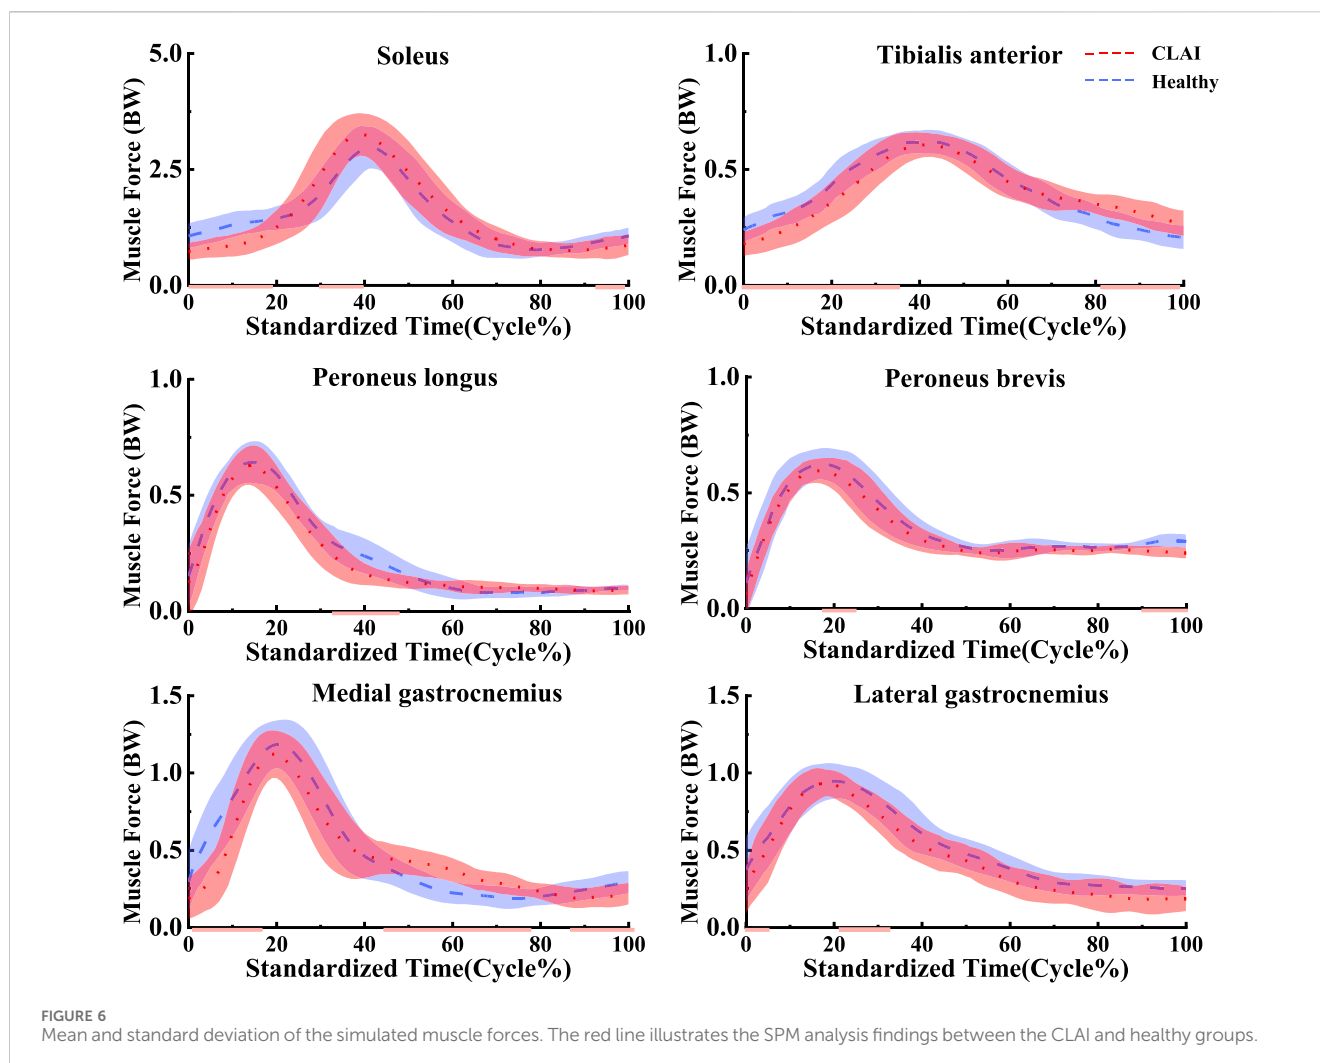 Soleus
5.0
2.5
0.0
Muscle Force (BW)
0 20 40 60 80 100
Standardized Time(Cycle%)
Tibialis anterior
CLAI
Healthy
1.0
0.5
0.0
Muscle Force (BW)
0 20 40 60 80 100
Standardized Time(Cycle%)
Peroneus longus
1.0
0.5
0.0
Muscle Force (BW)
0 20 40 60 80 100
Standardized Time(Cycle%)
Peroneus brevis
1.0
0.5
0.0
Muscle Force (BW)
0 20 40 60 80 100
Standardized Time(Cycle%)
Medial gastrocnemius
1.5
1.0
0.5
0.0
Muscle Force (BW)
0 20 40 60 80 100
Standardized Time(Cycle%)
Lateral gastrocnemius
1.5
1.0
0.5
0.0
Muscle Force (BW)
0 20 40 60 80 100
Standardized Time(Cycle%)
FIGURE 6
Mean and standard deviation of the simulated muscle forces. The red line illustrates the SPM analysis findings between the CLAI and healthy groups.